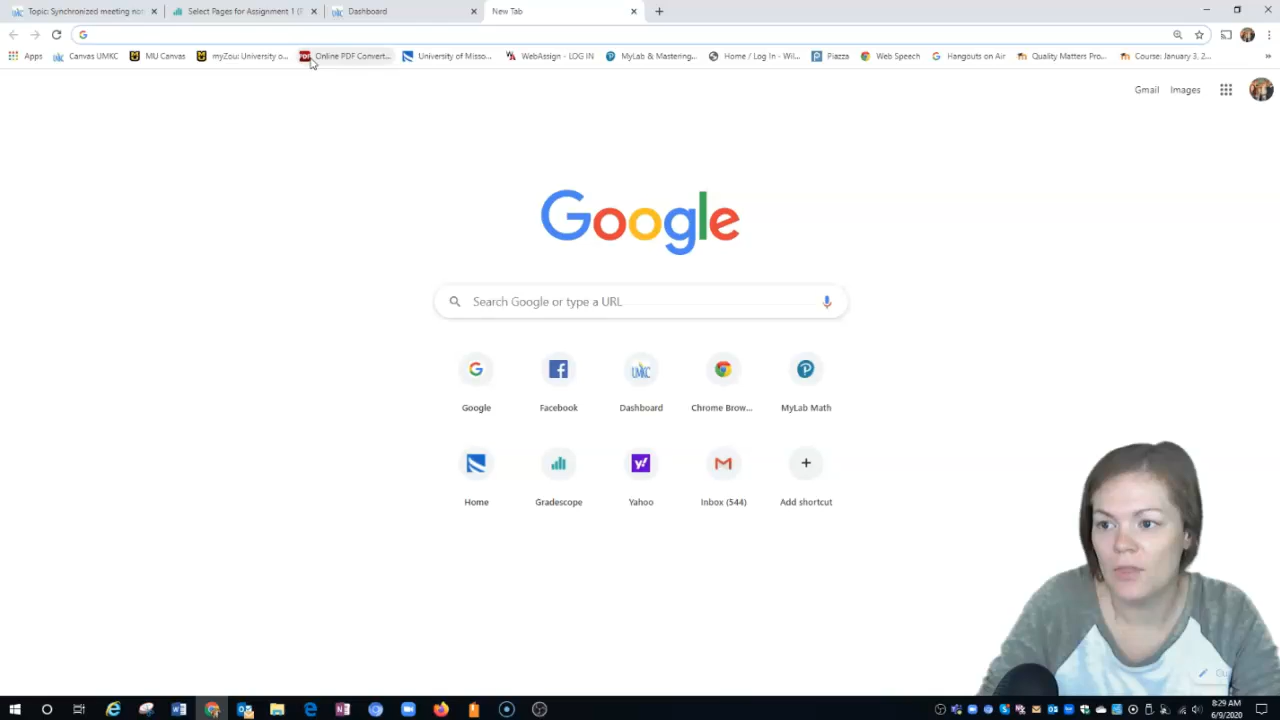 Topic: Synchronized meeting not
Select Pages for Assignment 1 (F
Dashboard
New Tab
Apps
Canvas UMKC
MU Canvas
myZou: University o...
Online PDF Convert...
University of Misso...
WebAssign - LOG IN
MyLab & Mastering...
Home / Log In - Wil...
Piazza
Web Speech
Hangouts on Air
Quality Matters Pro...
Course: January 3, 2...
»
Gmail Images
Google
Search Google or type a URL
Google Facebook Dashboard Chrome Brow... MyLab Math
Home Gradescope Yahoo Inbox (544) Add shortcut
8:29 AM
6/9/2020